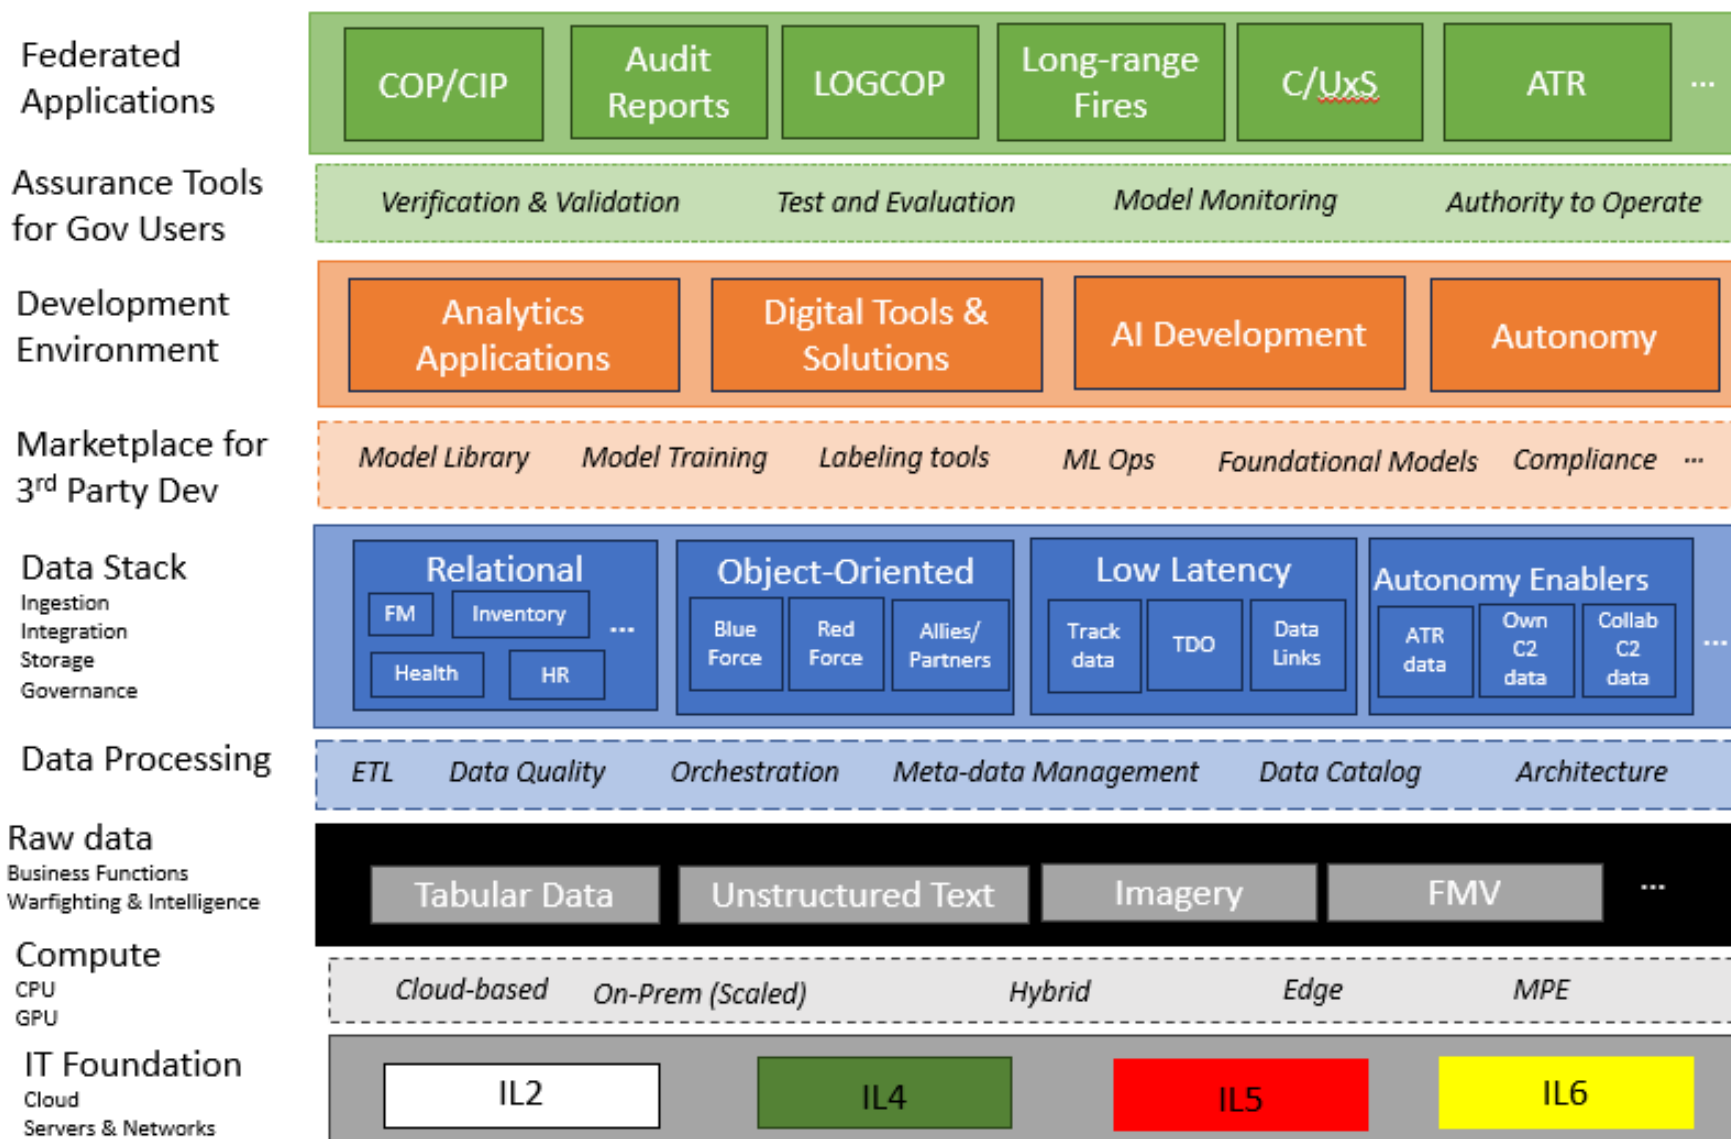 Federated
Applications
COP/CIP
Audit
Reports
LOGCOP
Long-range
Fires
C/UxS
ATR
...
Assurance Tools
for Gov Users
Verification & Validation
Test and Evaluation
Model Monitoring
Authority to Operate
Development
Environment
Analytics
Applications
Digital Tools &
Solutions
AI Development
Autonomy
Marketplace for
3rd Party Dev
Model Library
Model Training
Labeling tools
ML Ops
Foundational Models
Compliance
...
Data Stack
Ingestion
Integration
Storage
Governance
Relational
FM
Inventory
...
Health
HR
Object-Oriented
Blue
Force
Red
Force
Allies/
Partners
Low Latency
Track
data
TDO
Data
Links
Autonomy Enablers
ATR
data
Own
C2
data
Collab
C2
data
...
Data Processing
ETL
Data Quality
Orchestration
Meta-data Management
Data Catalog
Architecture
Raw data
Business Functions
Warfighting & Intelligence
Tabular Data
Unstructured Text
Imagery
FMV
...
Compute
CPU
GPU
Cloud-based
On-Prem (Scaled)
Hybrid
Edge
MPE
IT Foundation
Cloud
Servers & Networks
IL2
IL4
IL5
IL6